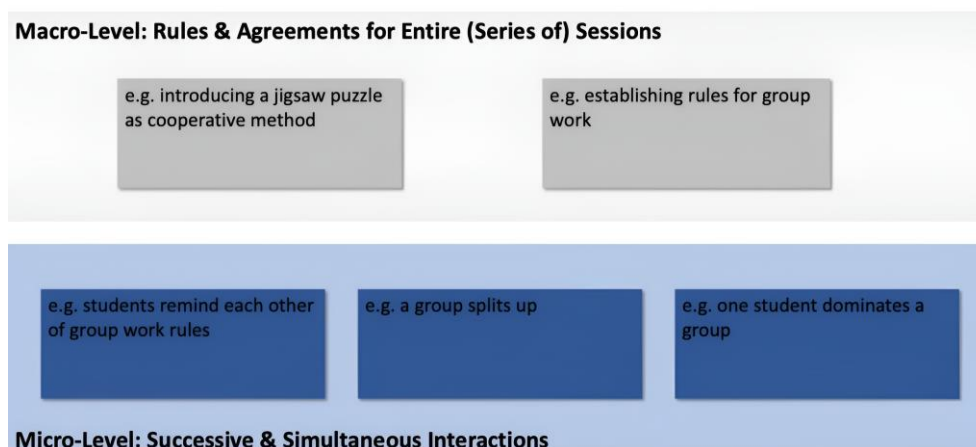 Macro-Level: Rules & Agreements for Entire (Series of) Sessions
e.g. introducing a jigsaw puzzle
as cooperative method
e.g. establishing rules for group
work
e.g. students remind each other
of group work rules
e.g. a group splits up
e.g. one student dominates a
group
Micro-Level: Successive & Simultaneous Interactions